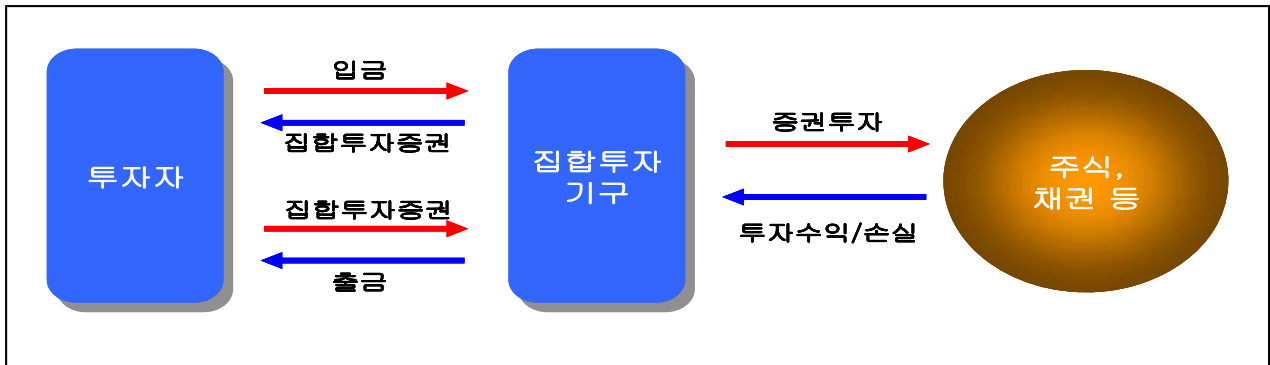 투자자
입금
집합투자증권
집합투자증권
출금
집합투자
기구
증권투자
투자수익/손실
주식,
채권 등